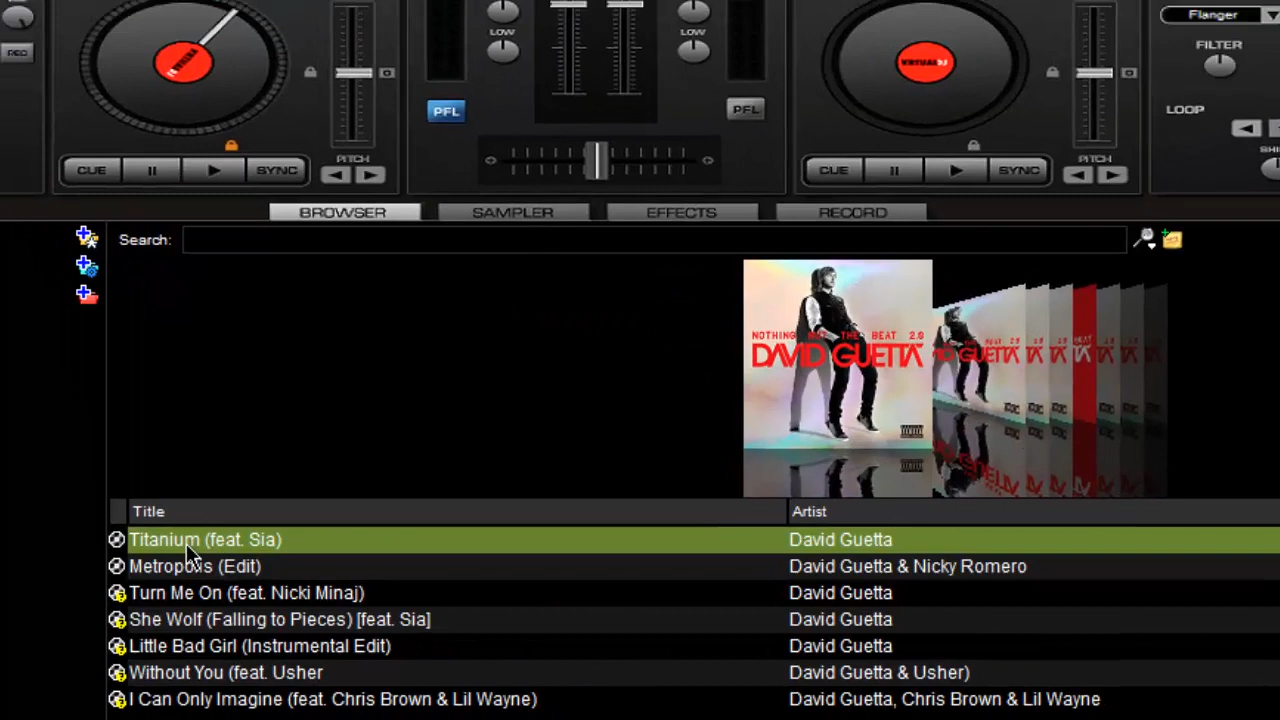 Flanger
REC
LOW
LOW
FILTER
PFL
PFL
LOOP
VIRTUALDJ
CUE
SYNC
PITCH
CUE
SYNC
PITCH
BROWSER
SAMPLER
EFFECTS
RECORD
Search:
NOTHING BUT THE BEAT 2.0
DAVID GUETTA
Title
Artist
Titanium (feat. Sia)
David Guetta
Metropolis (Edit)
David Guetta & Nicky Romero
Turn Me On (feat. Nicki Minaj)
David Guetta
She Wolf (Falling to Pieces) [feat. Sia]
David Guetta
Little Bad Girl (Instrumental Edit)
David Guetta
Without You (feat. Usher
David Guetta & Usher)
I Can Only Imagine (feat. Chris Brown & Lil Wayne)
David Guetta, Chris Brown & Lil Wayne